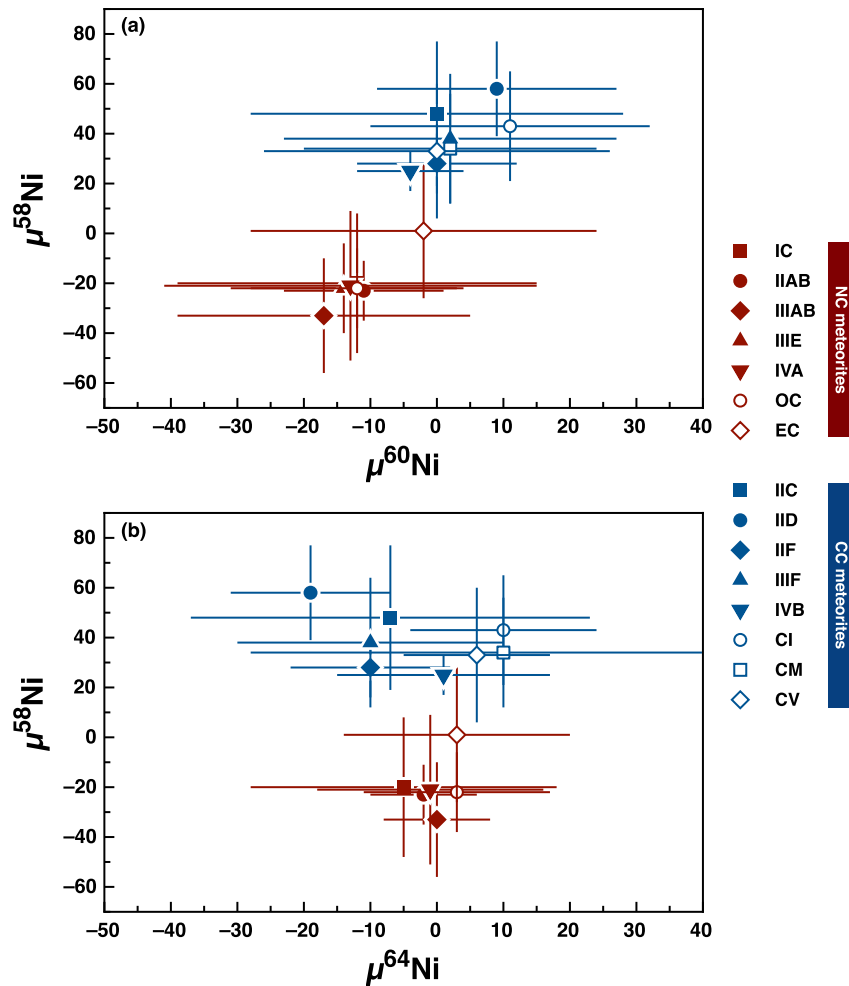 (a)
80
60
40
20
0
−20
−40
−60
μ58Ni
−50 −40 −30 −20 −10 0 10 20 30 40
μ60Ni
IC
IIAB
IIIAB
IIIE
IVA
OC
EC
NC meteorites
IIC
IID
IIF
IIIF
IVB
CI
CM
CV
CC meteorites
(b)
80
60
40
20
0
−20
−40
−60
μ58Ni
−50 −40 −30 −20 −10 0 10 20 30 40
μ64Ni